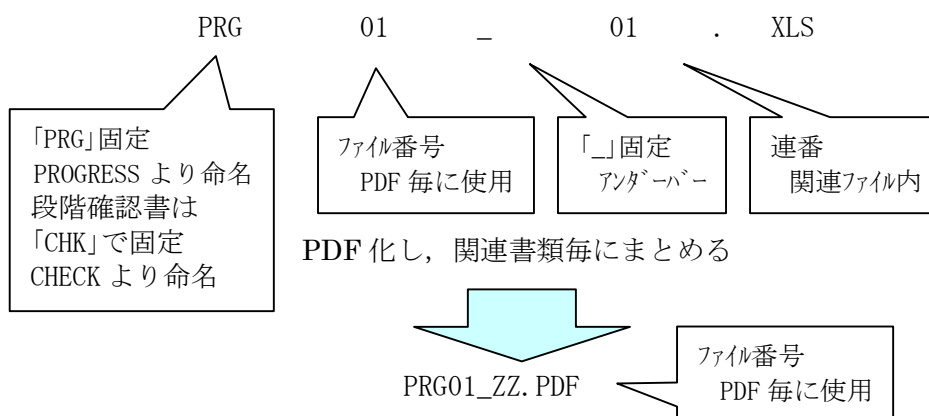 PRG 01 _ 01 . XLS
「PRG」固定
PROGRESS より命名
段階確認書は
「CHK」で固定
CHECK より命名
ﾌｧｲﾙ番号
PDF 毎に使用
「_」固定
ｱﾝﾀﾞｰﾊﾞｰ
連番
関連ﾌｧｲﾙ内
PDF 化し，関連書類毎にまとめる
PRG01_ZZ.PDF
ﾌｧｲﾙ番号
PDF 毎に使用